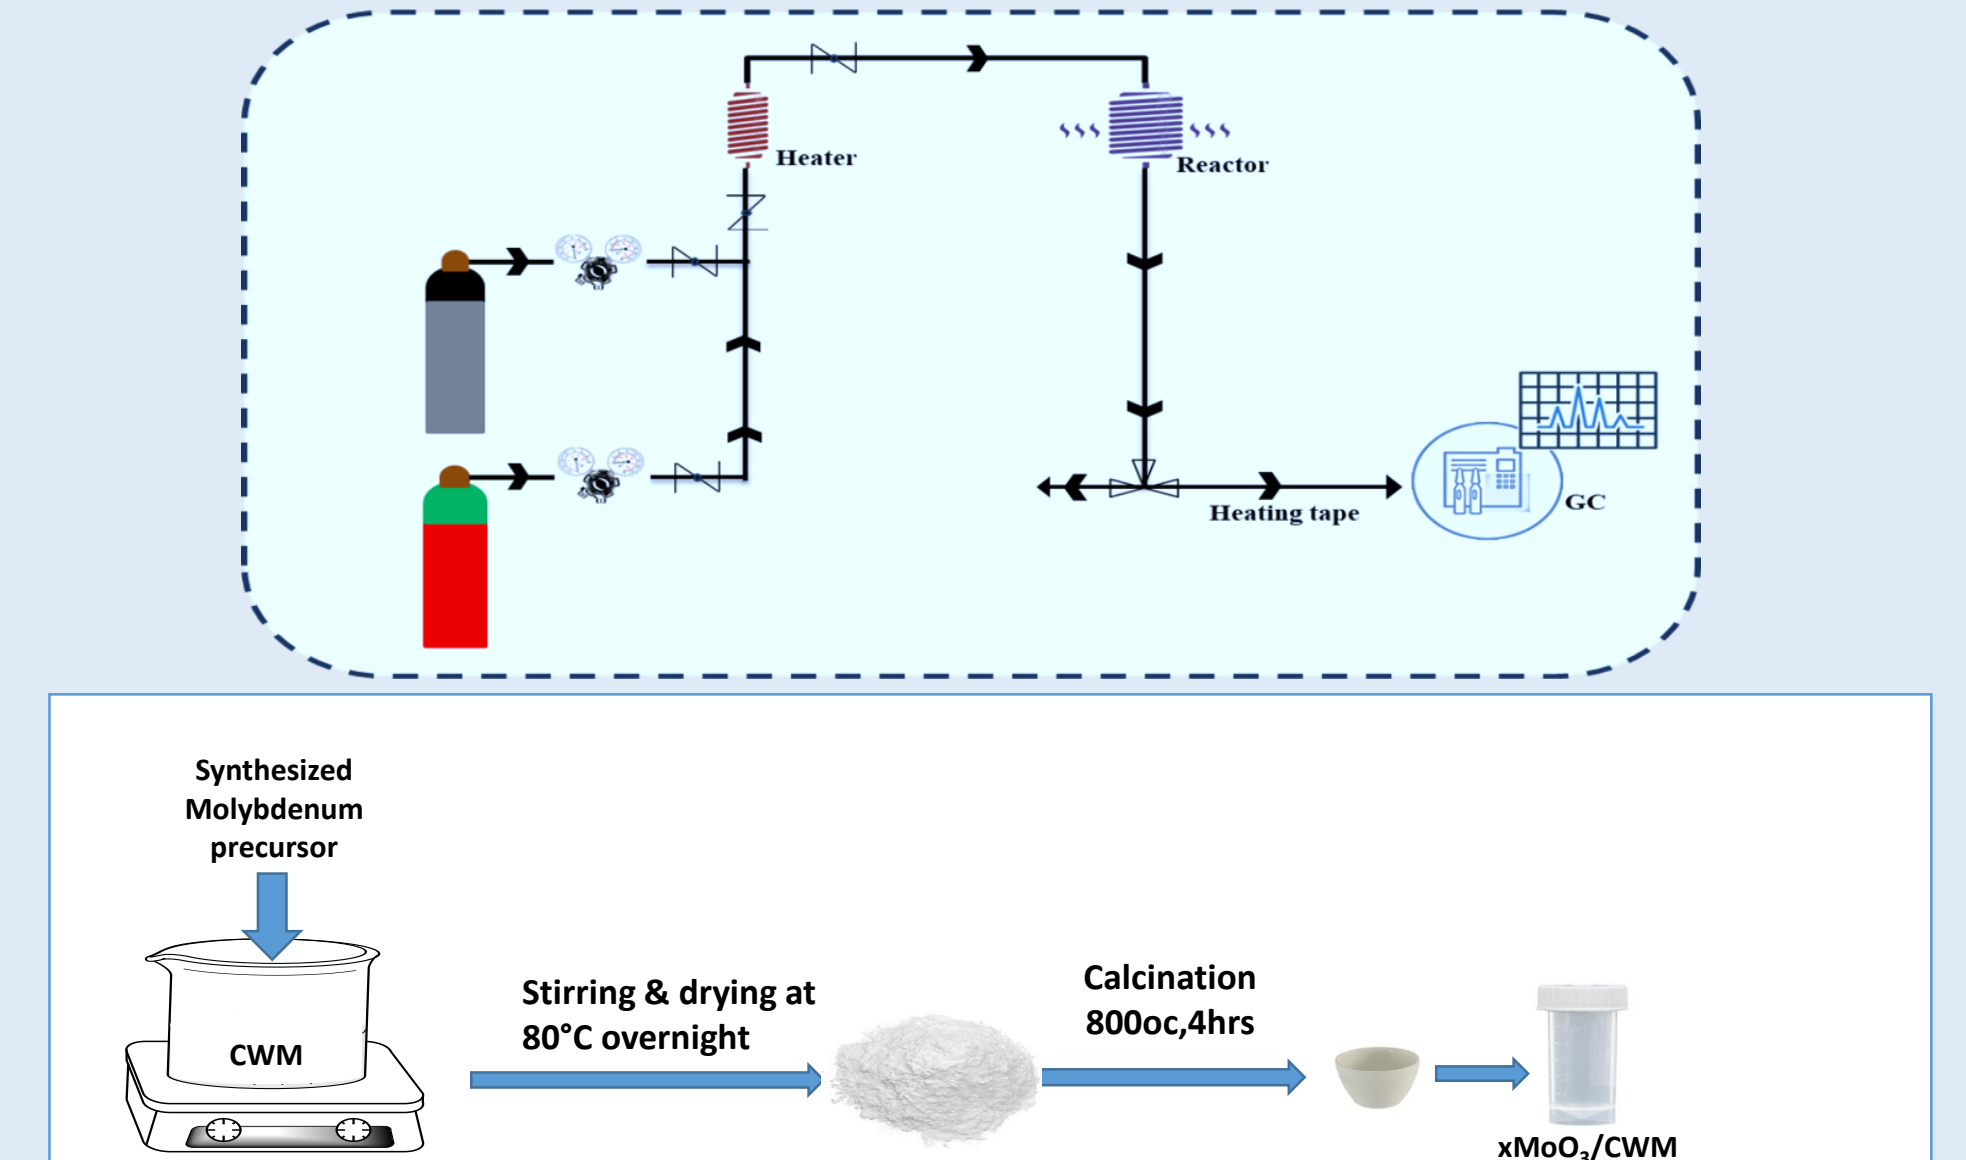 Heater
Reactor
Heating tape
GC
Synthesized
Molybdenum
precursor
CWM
Stirring & drying at
80°C overnight
Calcination
800oc,4hrs
xMoO₃/CWM